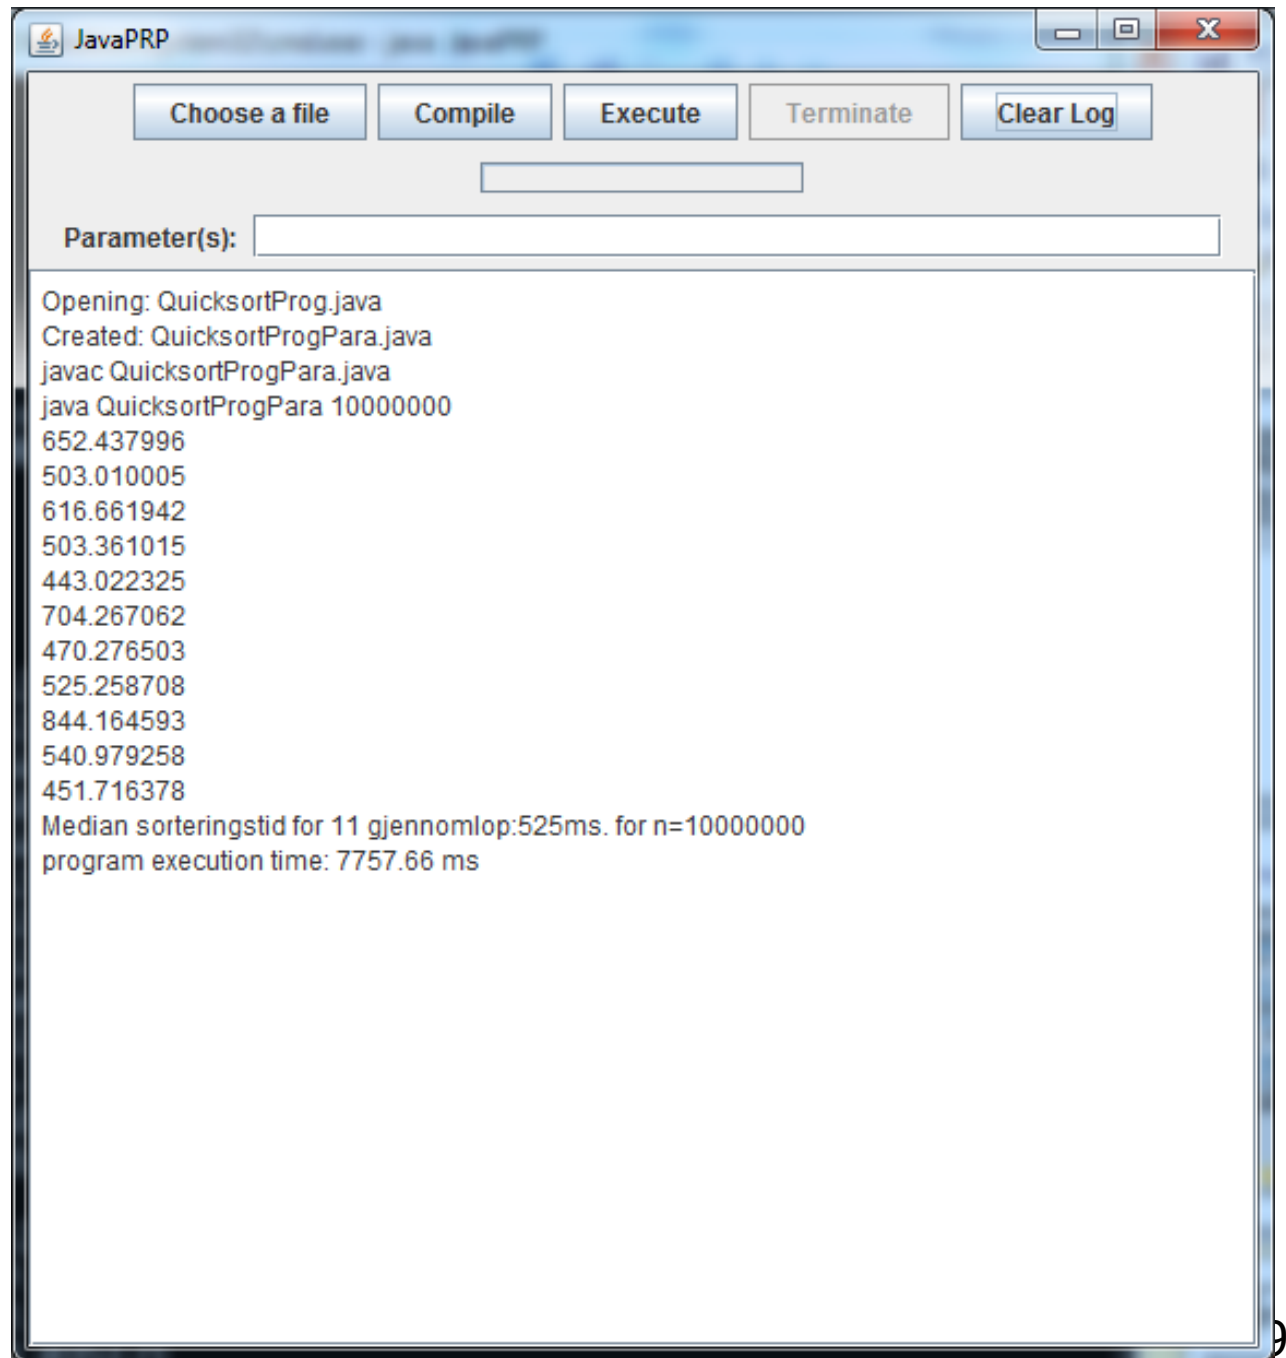 JavaPRP
Choose a file Compile Execute Terminate Clear Log
Parameter(s):
Opening: QuicksortProg.java
Created: QuicksortProgPara.java
javac QuicksortProgPara.java
java QuicksortProgPara 10000000
652.437996
503.010005
616.661942
503.361015
443.022325
704.267062
470.276503
525.258708
844.164593
540.979258
451.716378
Median sorteringstid for 11 gjennomlop:525ms. for n=10000000
program execution time: 7757.66 ms